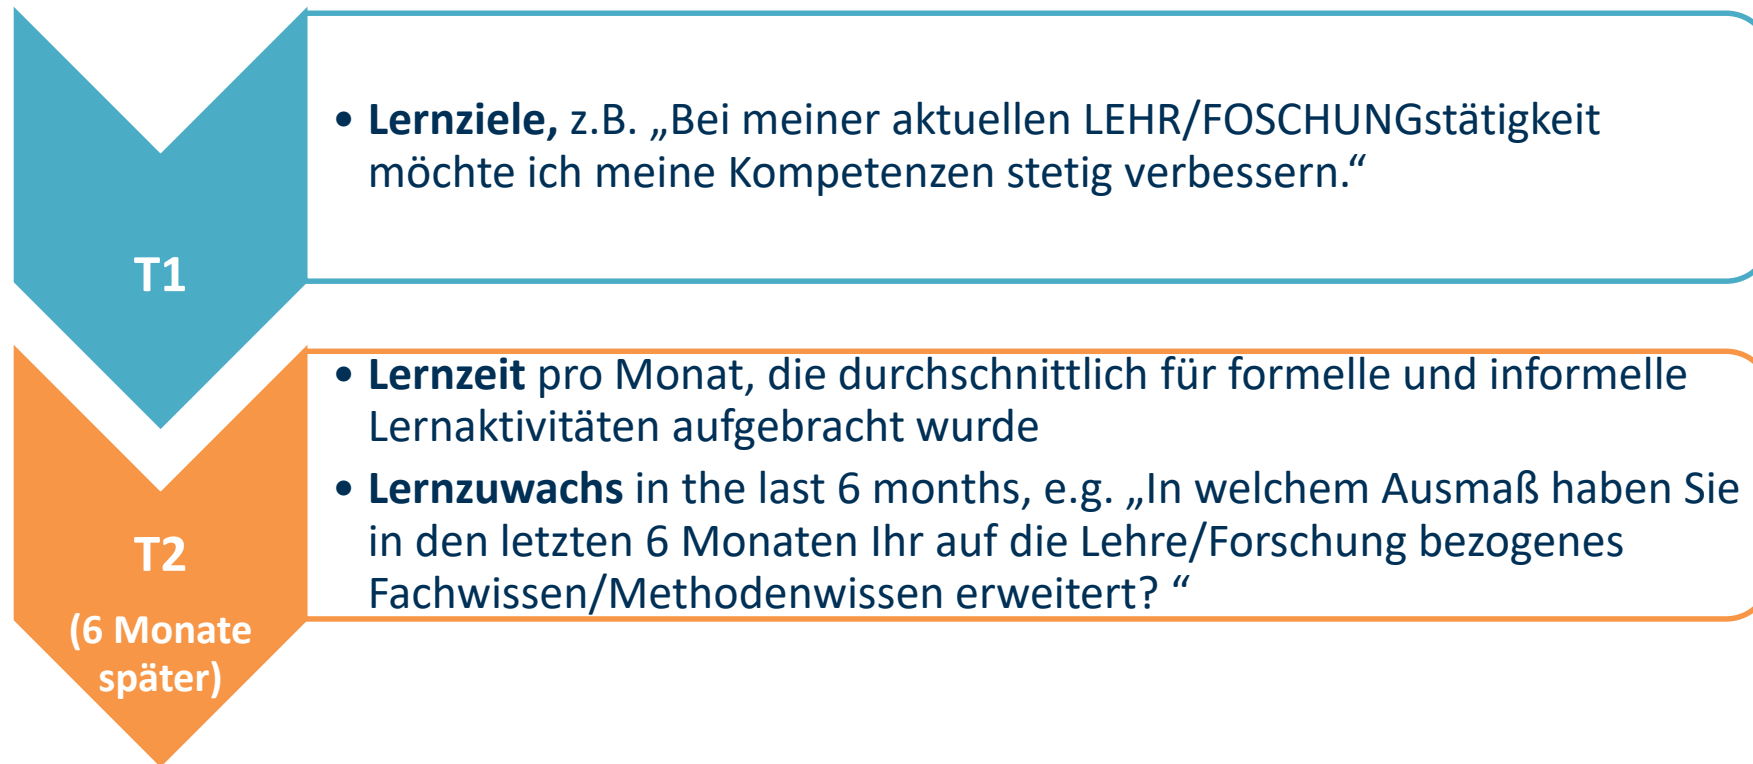 • Lernziele, z.B. „Bei meiner aktuellen LEHR/FOSCHUNGstätigkeit
möchte ich meine Kompetenzen stetig verbessern.“
T1
• Lernzeit pro Monat, die durchschnittlich für formelle und informelle
Lernaktivitäten aufgebracht wurde
• Lernzuwachs in the last 6 months, e.g. „In welchem Ausmaß haben Sie
in den letzten 6 Monaten Ihr auf die Lehre/Forschung bezogenes
Fachwissen/Methodenwissen erweitert? “
T2
(6 Monate
später)